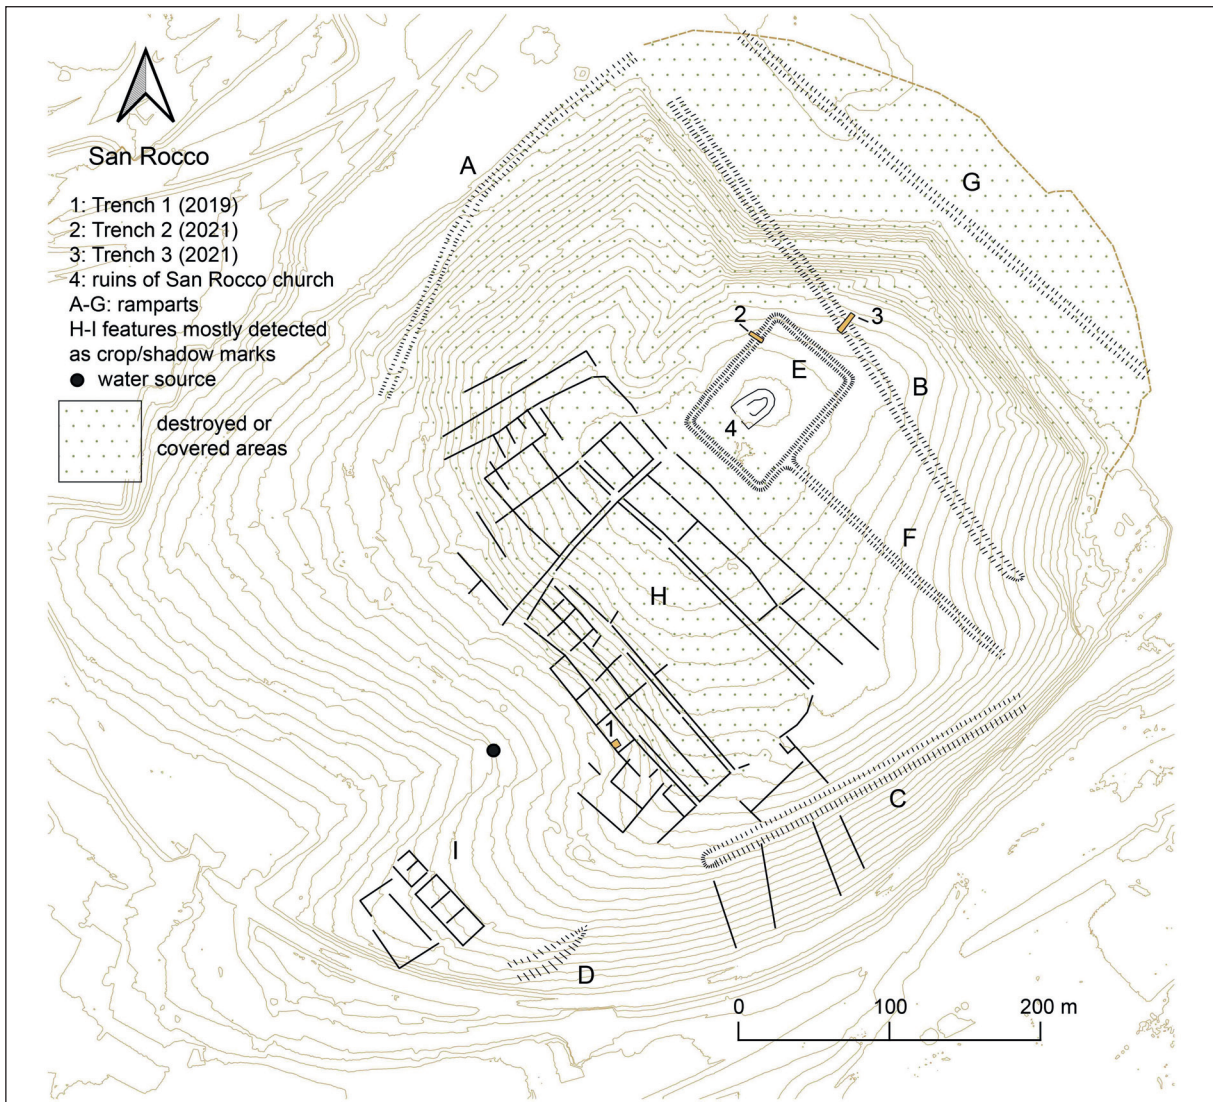 San Rocco
1: Trench 1 (2019)
2: Trench 2 (2021)
3: Trench 3 (2021)
4: ruins of San Rocco church
A-G: ramparts
H-I features mostly detected
as crop/shadow marks
water source
destroyed or
covered areas
A
G
2
3
E
B
4
F
H
1
C
I
D
0 100 200 m